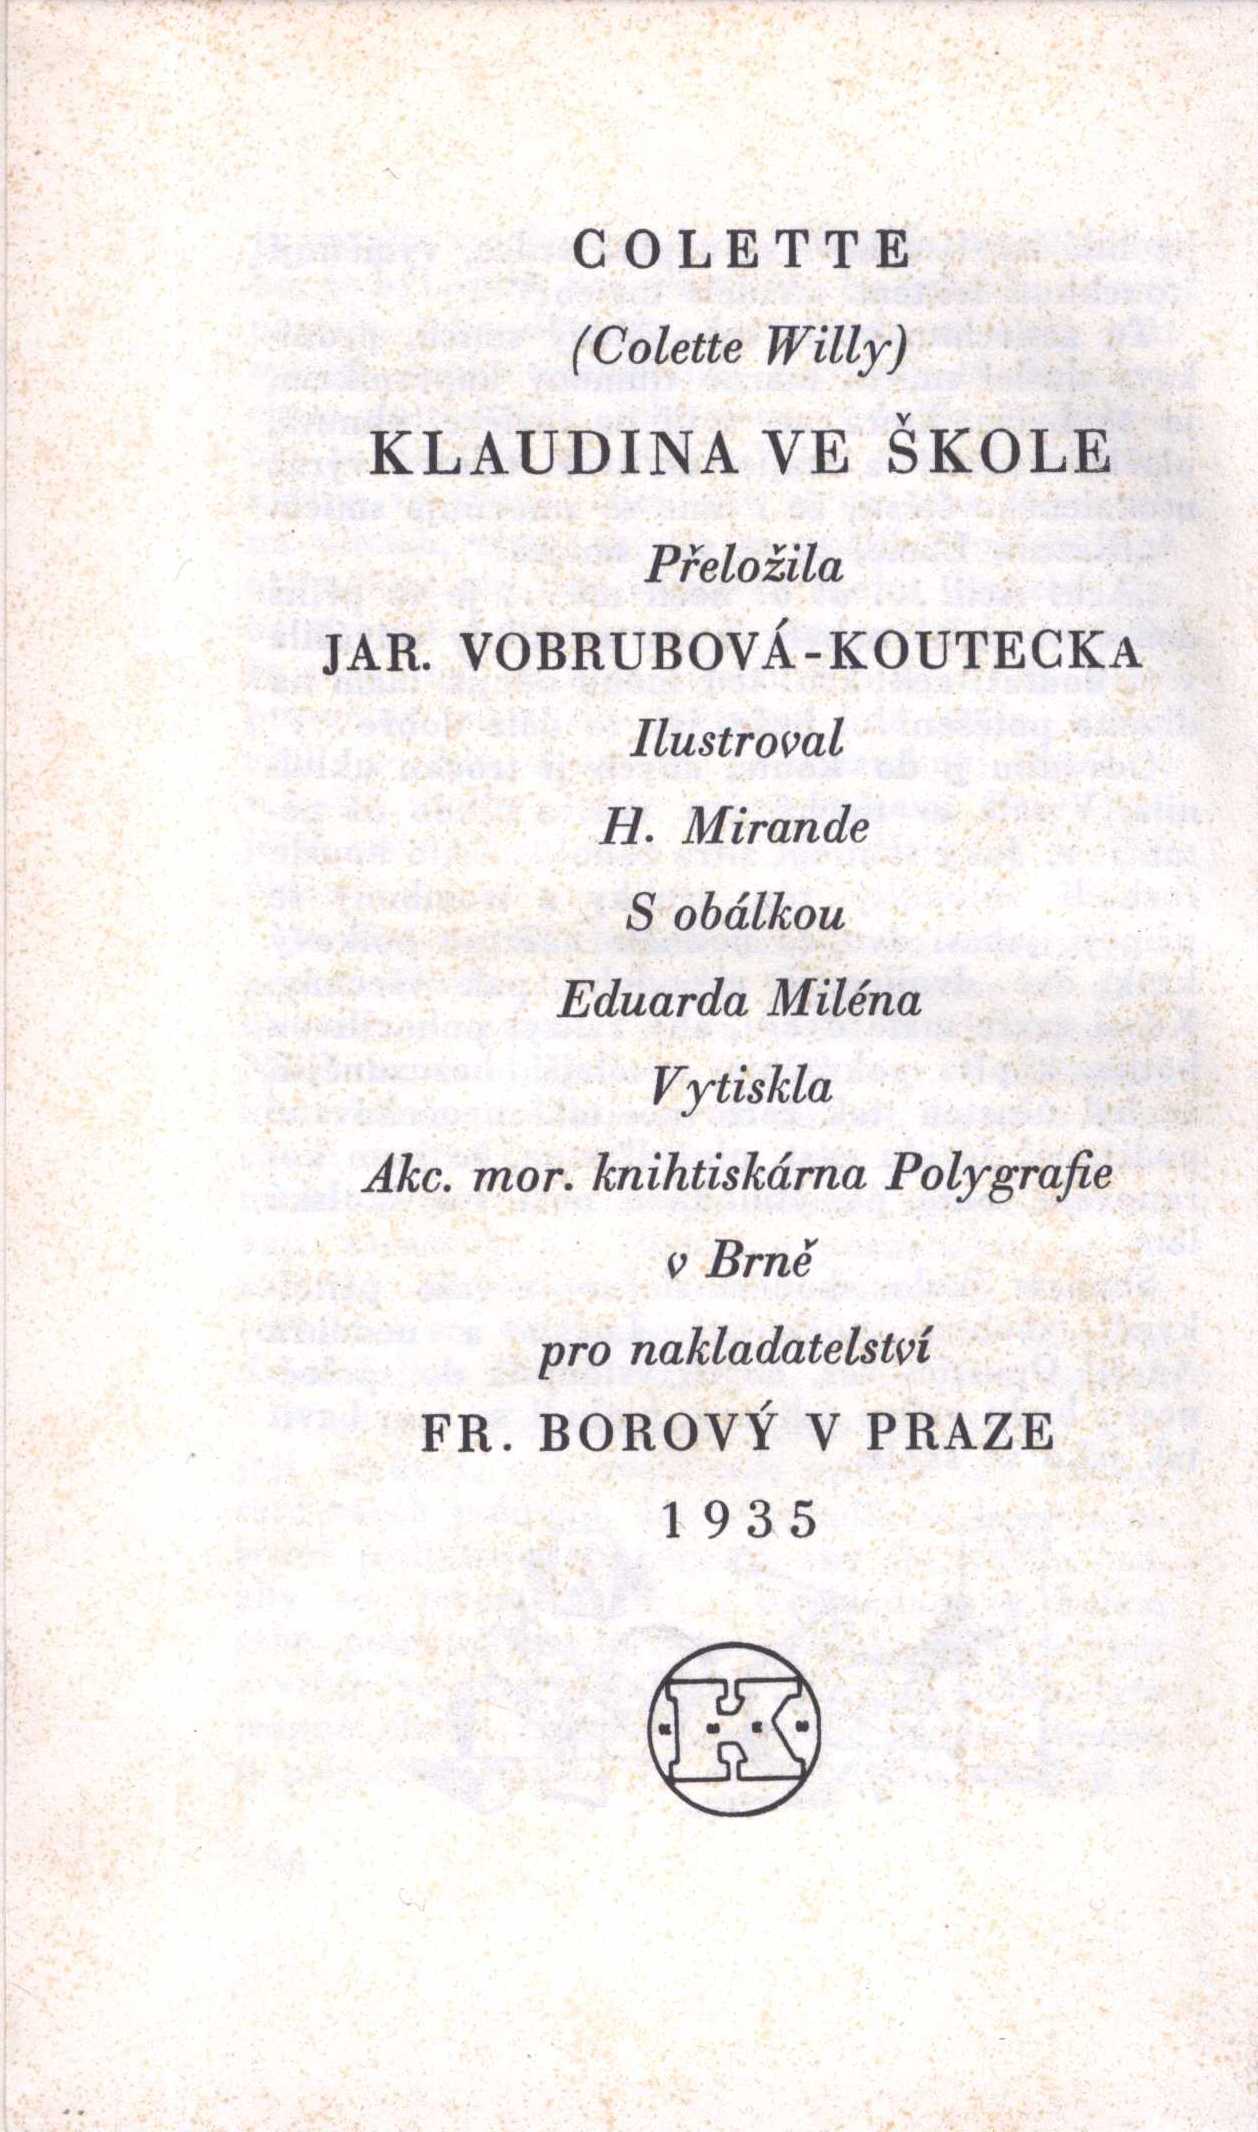 COLETTE
(Colette Willy)
KLAUDINA VE ŠKOLE
Přeložila
JAR. VOBRUBOVÁ-KOUTECKA
Ilustroval
H. Mirande
S obálkou
Eduarda Miléna
Vytiskla
Akc. mor. knihtiskárna Polygrafie
v Brně
pro nakladatelství
FR. BOROVÝ V PRAZE
1935
K